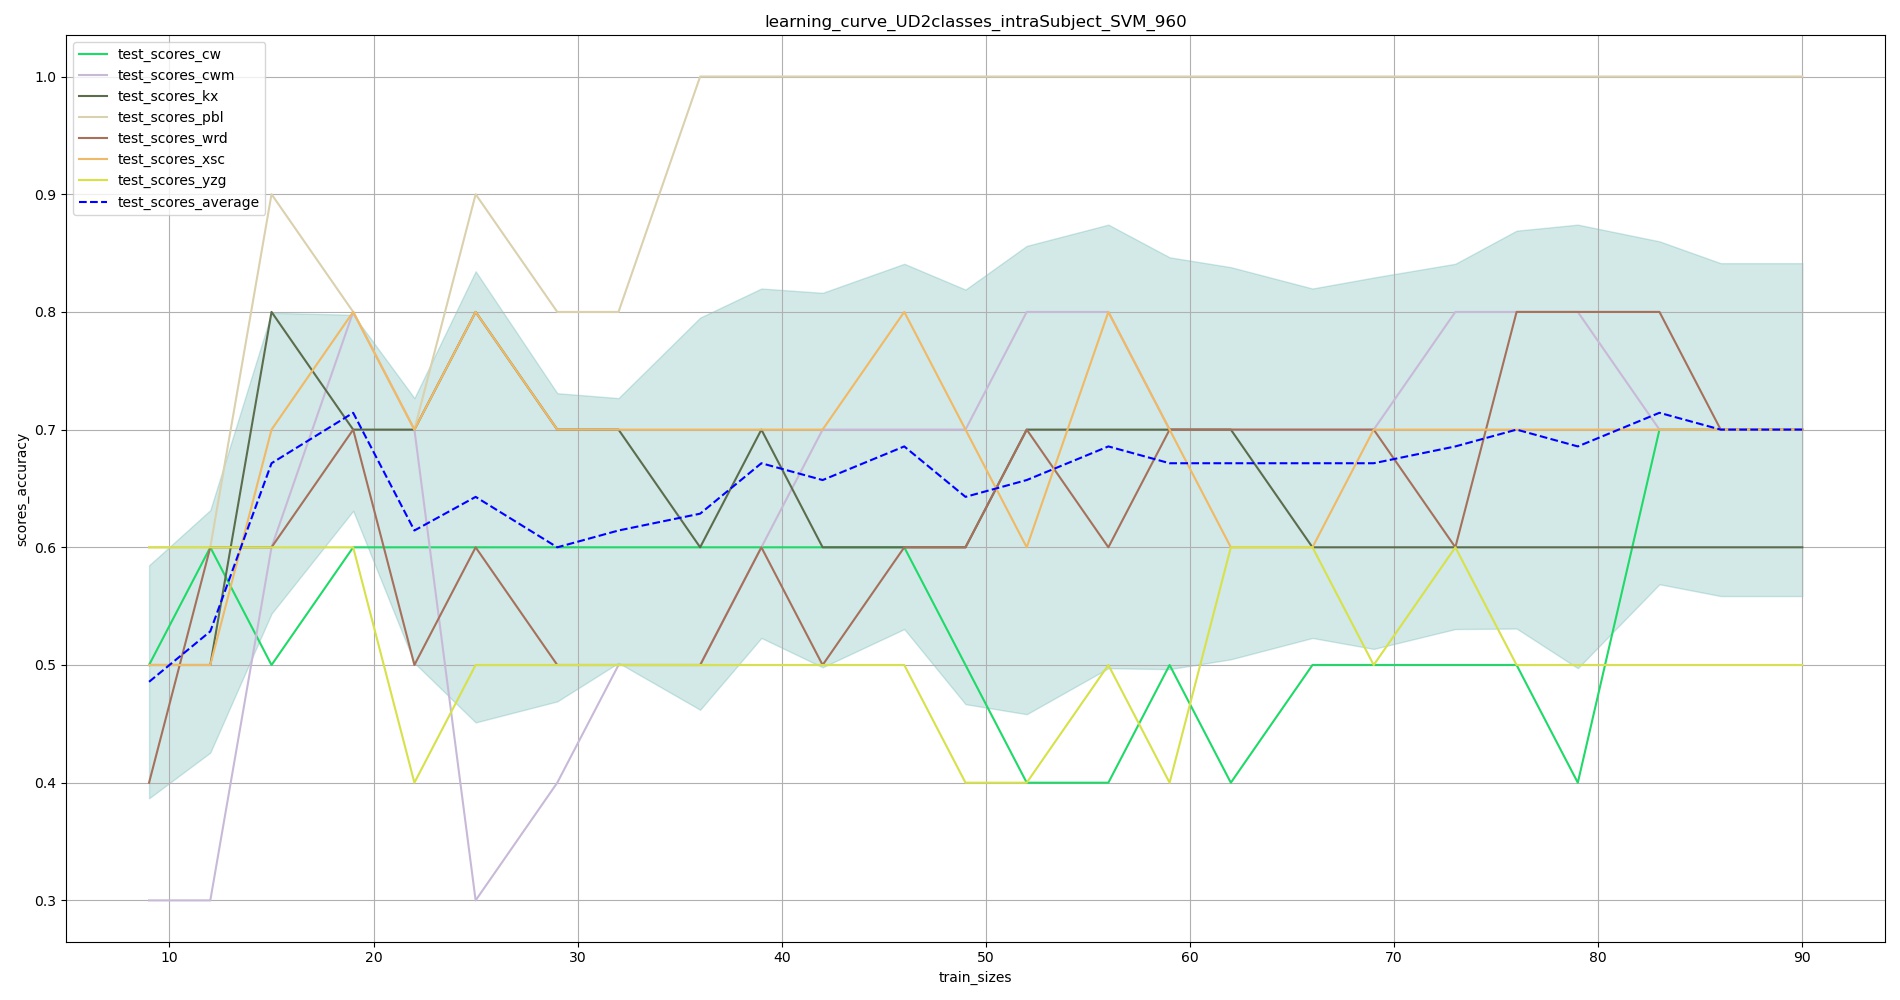 learning_curve_UD2classes_intraSubject_SVM_960
test_scores_cw
test_scores_cwm
test_scores_kx
test_scores_pbl
test_scores_wrd
test_scores_xsc
test_scores_yzg
test_scores_average
scores_accuracy
1.0
0.9
0.8
0.7
0.6
0.5
0.4
0.3
10 20 30 40 50 60 70 80 90
train_sizes